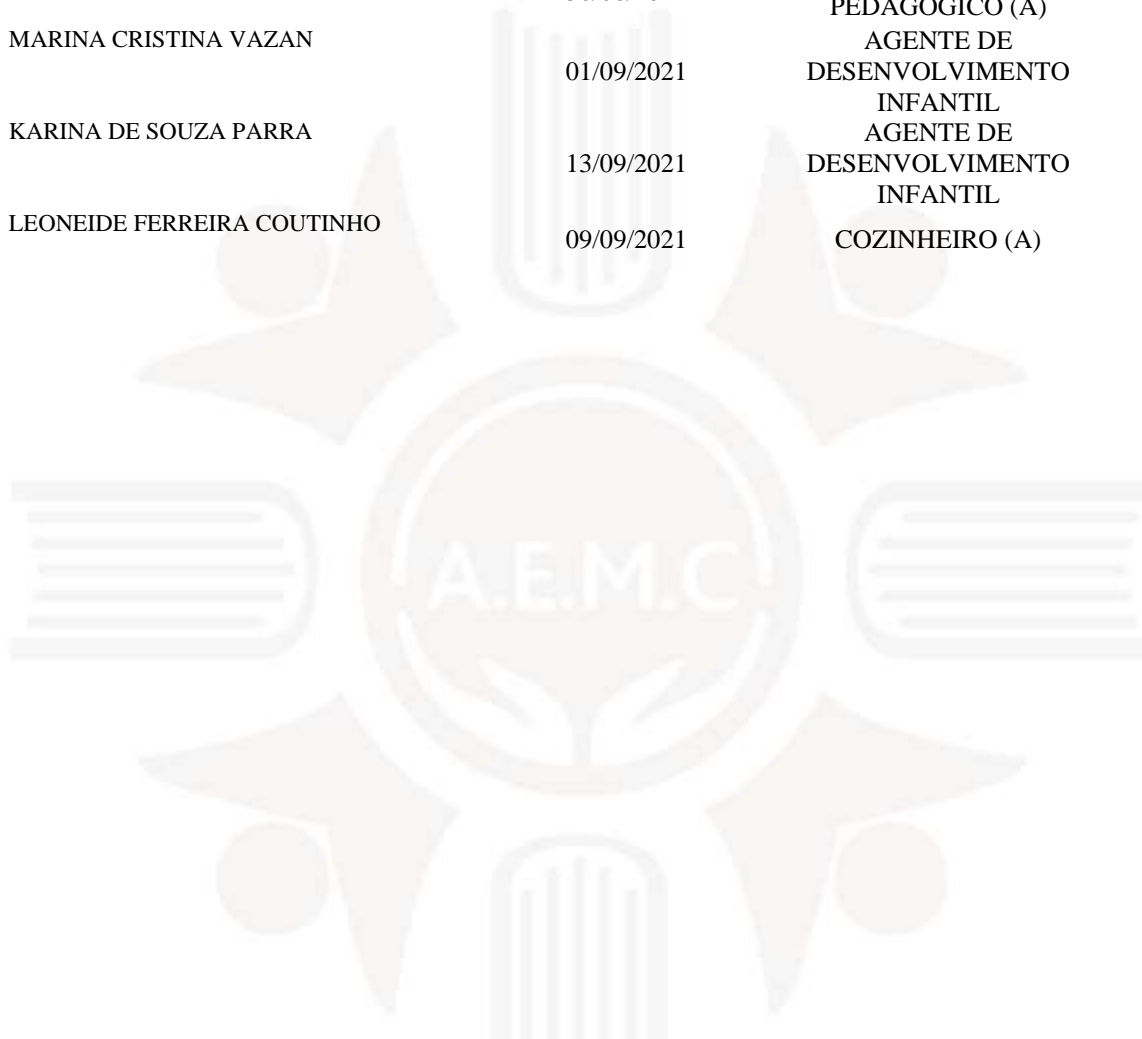 PEDAGÓGICO (A)
MARINA CRISTINA VAZAN
01/09/2021
AGENTE DE
DESENVOLVIMENTO
INFANTIL
KARINA DE SOUZA PARRA
13/09/2021
AGENTE DE
DESENVOLVIMENTO
INFANTIL
LEONEIDE FERREIRA COUTINHO
09/09/2021
COZINHEIRO (A)
A.E.M.C